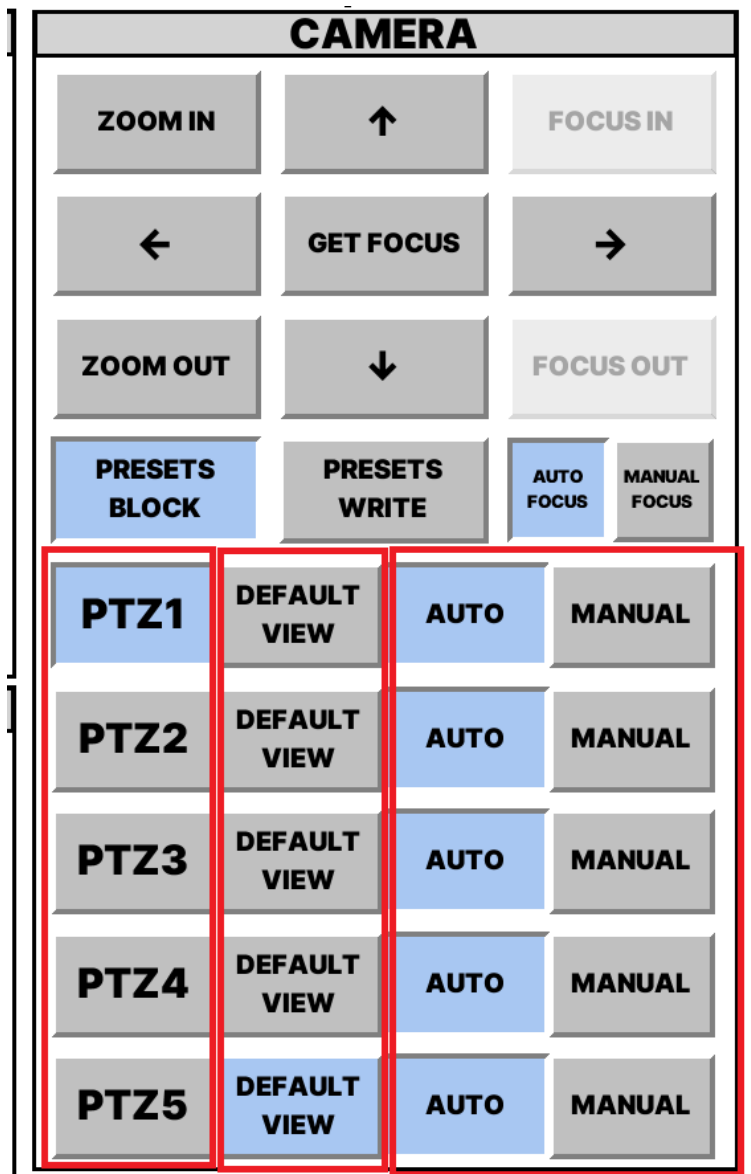 CAMERA
ZOOM IN
↑
FOCUS IN
←
GET FOCUS
→
ZOOM OUT
↓
FOCUS OUT
PRESETS
BLOCK
PRESETS
WRITE
AUTO
FOCUS
MANUAL
FOCUS
PTZ1
DEFAULT
VIEW
AUTO
MANUAL
PTZ2
DEFAULT
VIEW
AUTO
MANUAL
PTZ3
DEFAULT
VIEW
AUTO
MANUAL
PTZ4
DEFAULT
VIEW
AUTO
MANUAL
PTZ5
DEFAULT
VIEW
AUTO
MANUAL